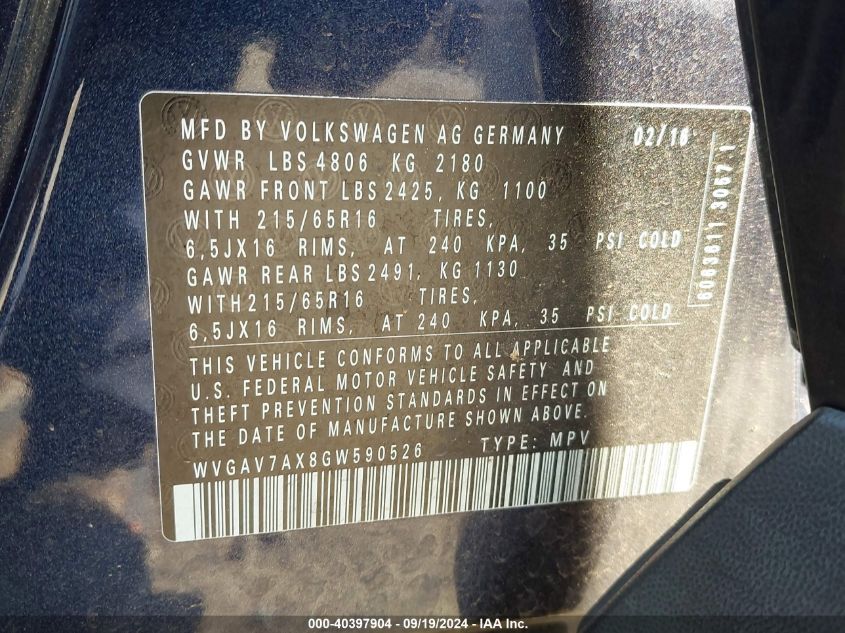 MFD BY VOLKSWAGEN AG GERMANY 02/16
GVWR LBS 4806 KG 2180
GAWR FRONT LBS 2425, KG 1100
WITH 215/65R16 TIRES,
6,5JX16 RIMS, AT 240 KPA, 35 PSI COLD
GAWR REAR LBS 2491, KG 1130
WITH 215/65R16 TIRES,
6,5JX16 RIMS, AT 240 KPA, 35 PSI COLD
THIS VEHICLE CONFORMS TO ALL APPLICABLE
U.S. FEDERAL MOTOR VEHICLE SAFETY AND
THEFT PREVENTION STANDARDS IN EFFECT ON
THE DATE OF MANUFACTURE SHOWN ABOVE.
WVGAV7AX8GW590526 TYPE: MPV
000-40397904 - 09/19/2024 - IAA Inc.